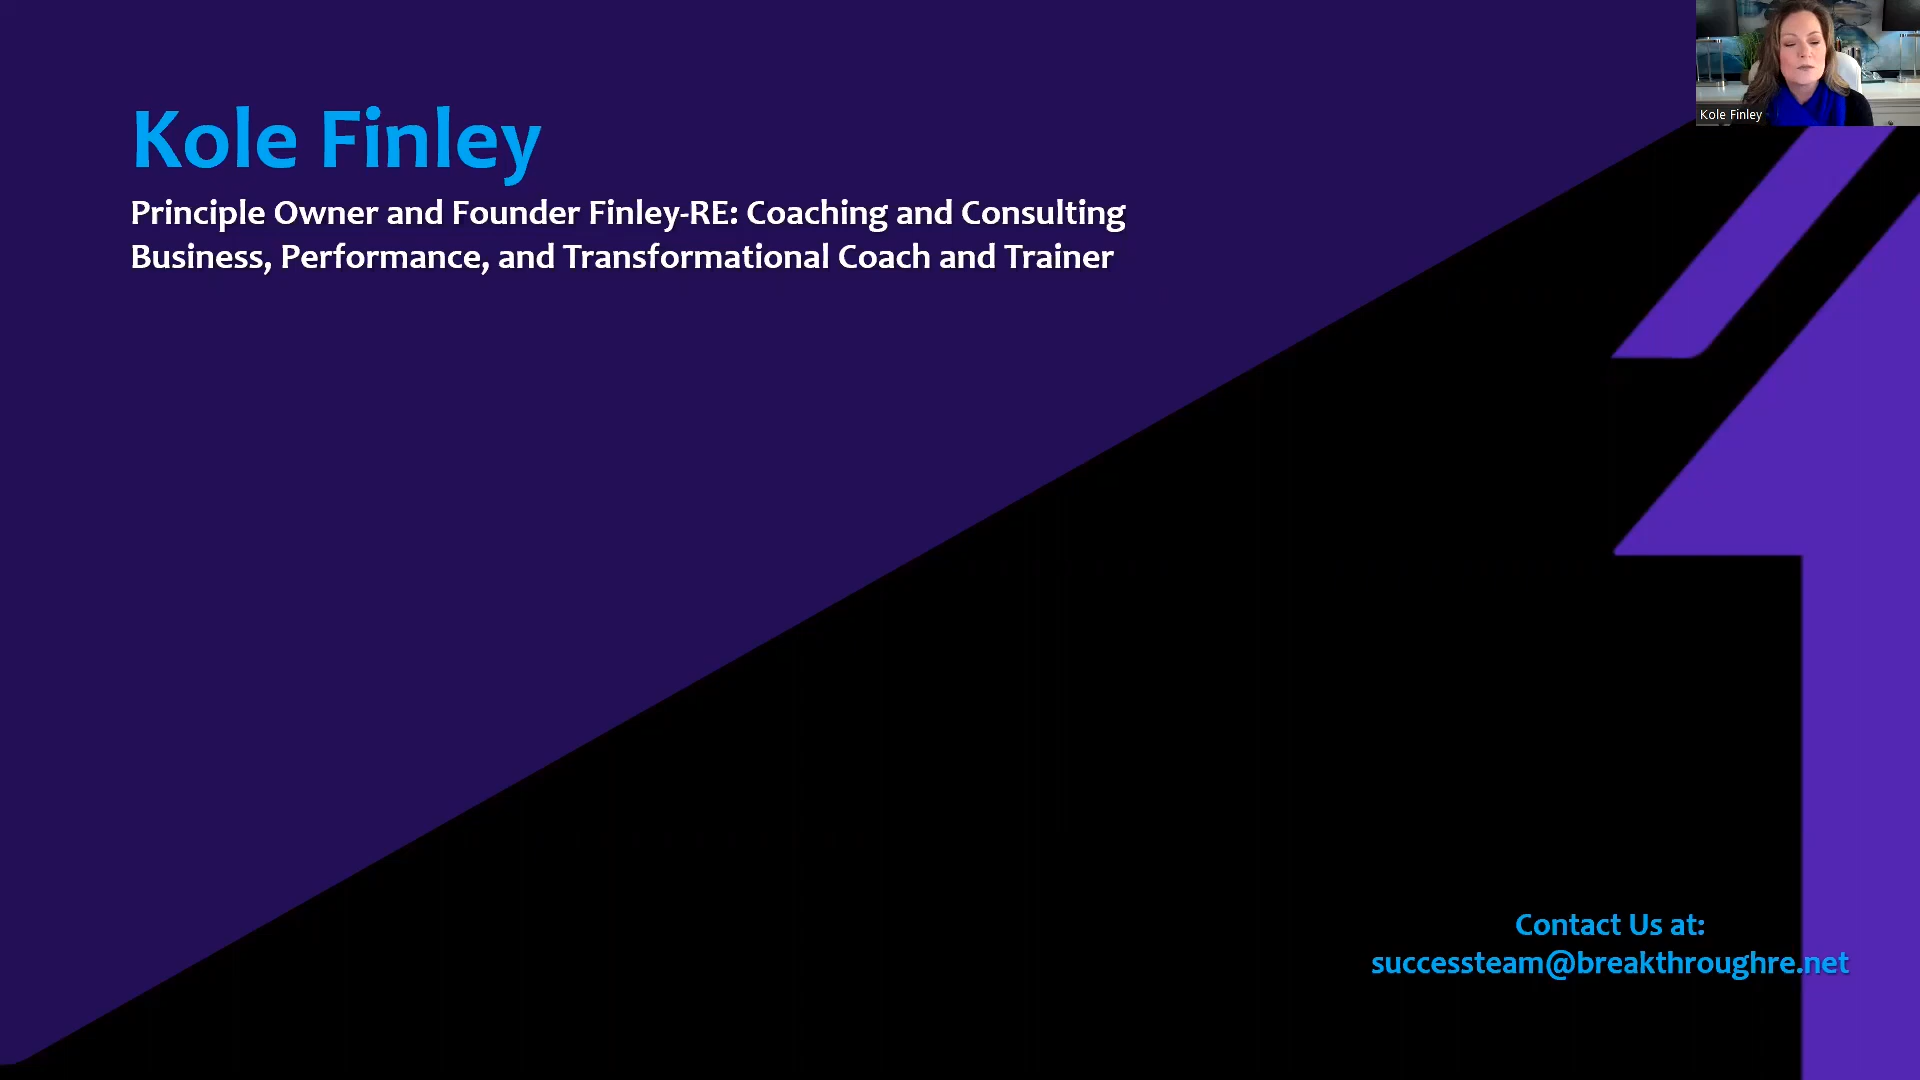 Kole Finley
Kole Finley
Principle Owner and Founder Finley-RE: Coaching and Consulting
Business, Performance, and Transformational Coach and Trainer
Contact Us at:
successteam@breakthroughre.net